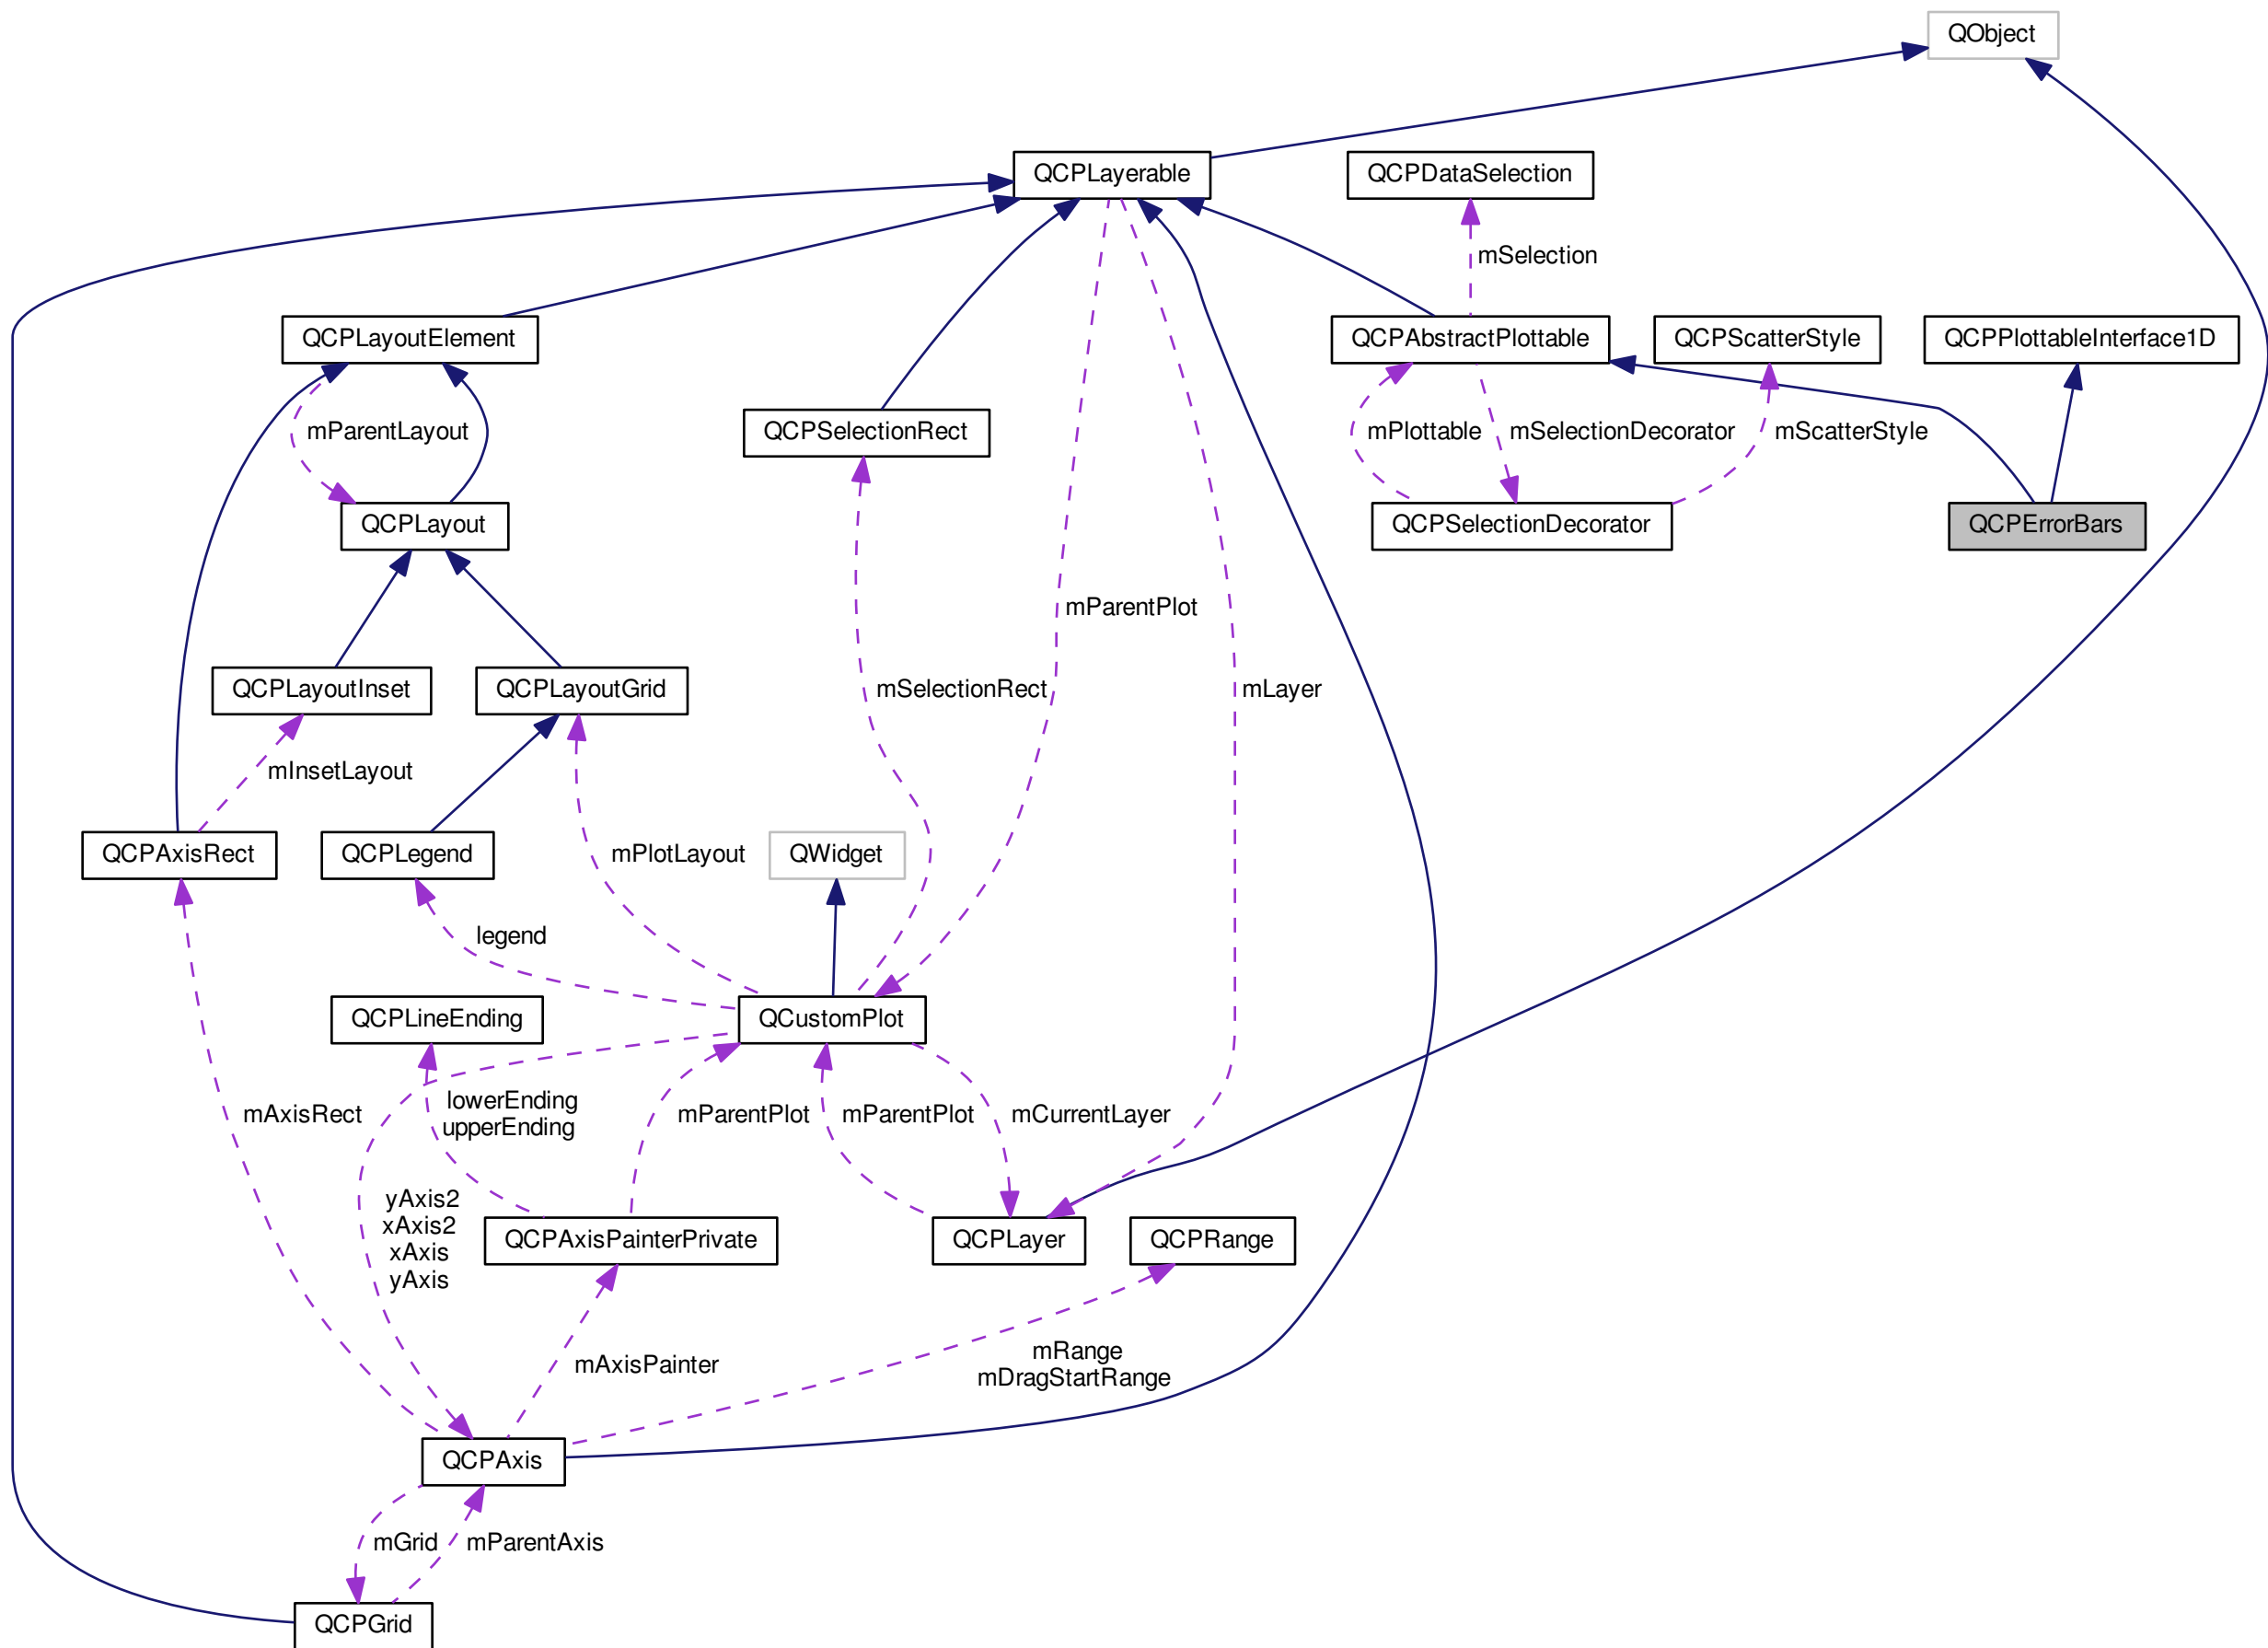 QObject
QCPLayerable
QCPDataSelection
mSelection
QCPLayoutElement
QCPAbstractPlottable
QCPScatterStyle
QCPPlottableInterface1D
mParentLayout
QCPSelectionRect
mPlottable
mSelectionDecorator
mScatterStyle
QCPLayout
QCPSelectionDecorator
QCPErrorBars
mParentPlot
QCPLayoutInset
QCPLayoutGrid
mSelectionRect
mLayer
mInsetLayout
QCPAxisRect
QCPLegend
mPlotLayout
QWidget
legend
QCPLineEnding
QCustomPlot
mAxisRect
lowerEnding
upperEnding
mParentPlot
mParentPlot
mCurrentLayer
yAxis2
xAxis2
xAxis
yAxis
QCPAxisPainterPrivate
QCPLayer
QCPRange
mAxisPainter
mRange
mDragStartRange
QCPAxis
mGrid
mParentAxis
QCPGrid